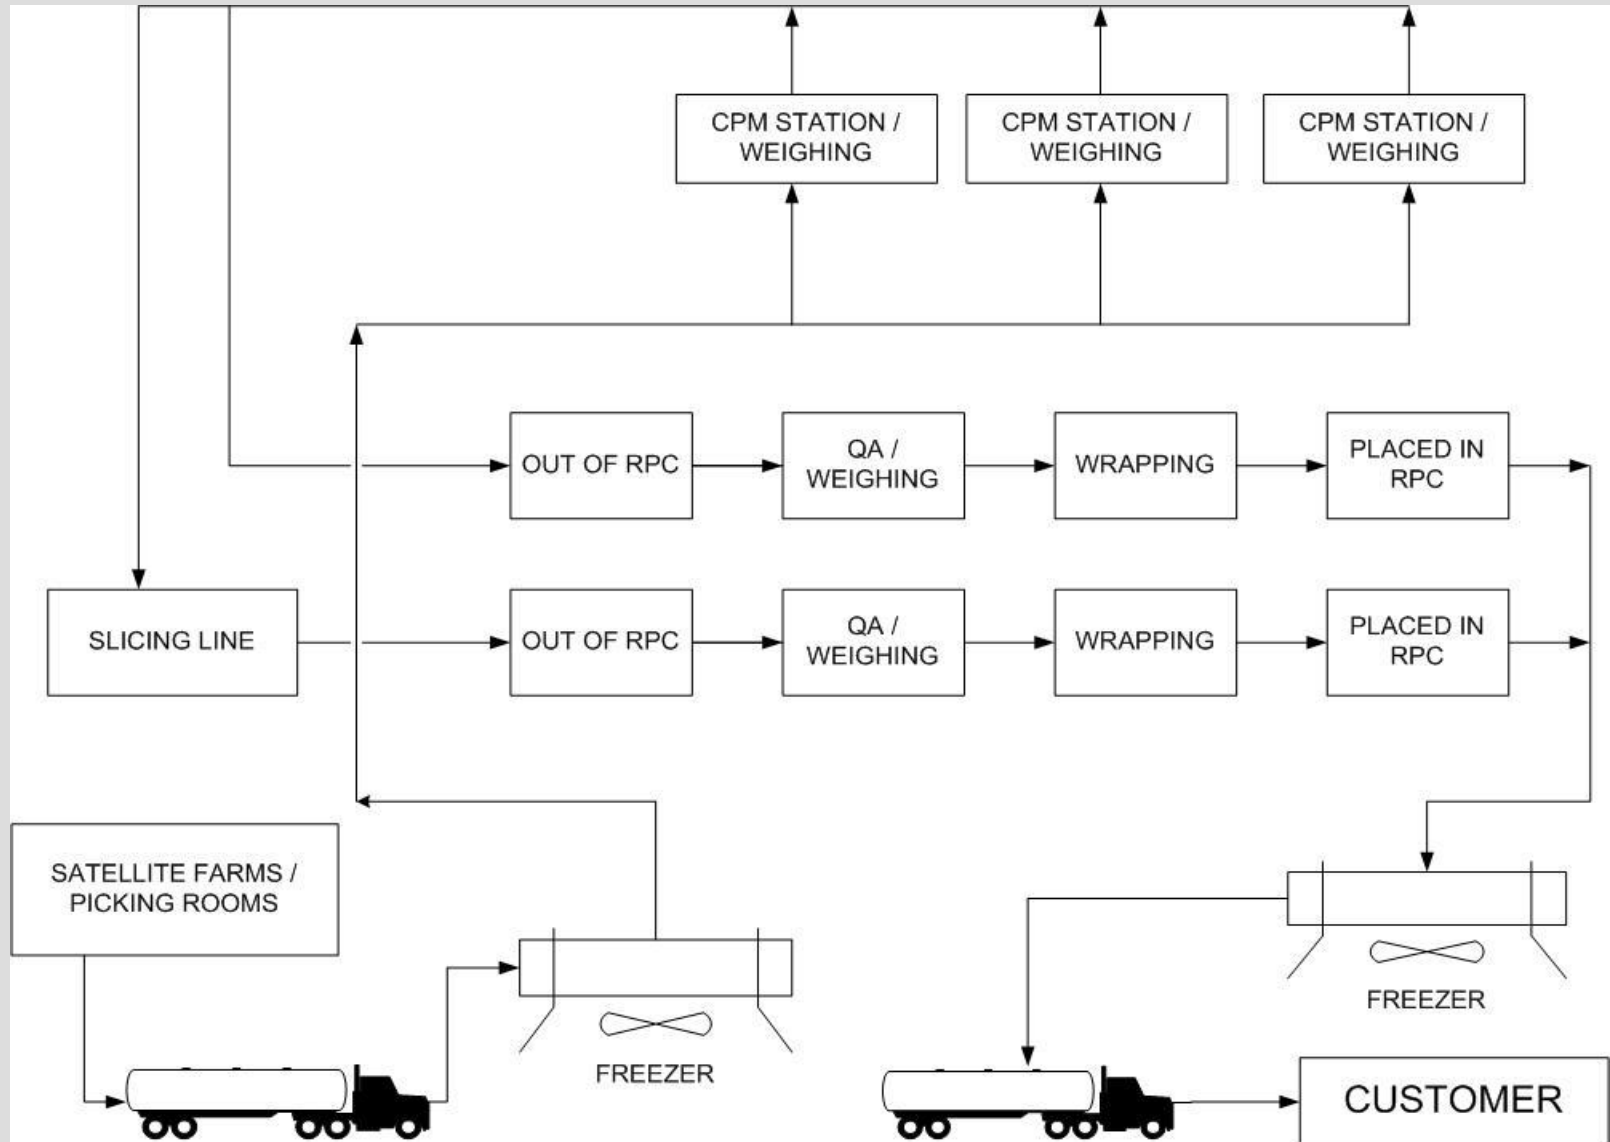 CPM STATION /
WEIGHING
CPM STATION /
WEIGHING
CPM STATION /
WEIGHING
OUT OF RPC
QA /
WEIGHING
WRAPPING
PLACED IN
RPC
SLICING LINE
OUT OF RPC
QA /
WEIGHING
WRAPPING
PLACED IN
RPC
SATELLITE FARMS /
PICKING ROOMS
FREEZER
FREEZER
CUSTOMER